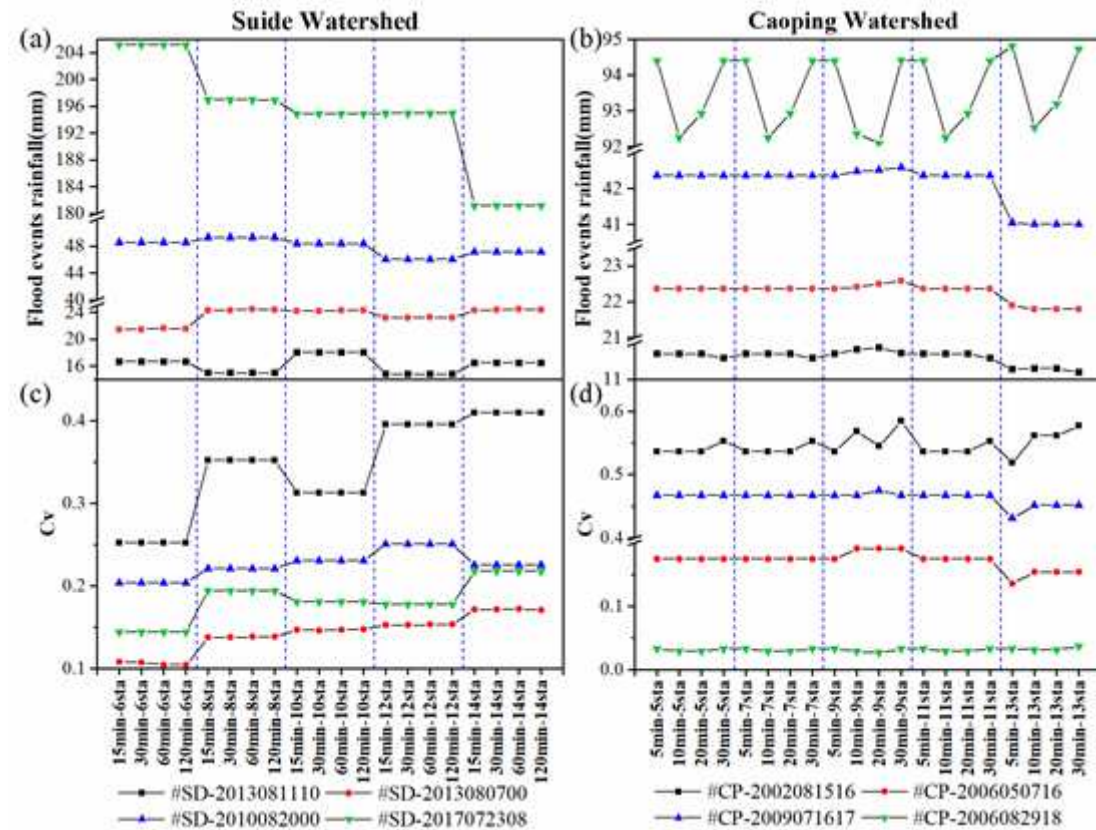 Suide Watershed
Caoping Watershed
(a)
Flood events rainfall(mm)
204
200
196
192
188
184
180
48
44
40
24
20
16
(b)
Flood events rainfall(mm)
95
94
93
92
42
41
22
21
11
(c)
Cv
0.4
0.3
0.2
0.1
(d)
Cv
0.6
0.5
0.4
0.1
0.0
15min-6sta
30min-6sta
60min-6sta
120min-6sta
15min-8sta
30min-8sta
60min-8sta
120min-8sta
15min-10sta
30min-10sta
60min-10sta
120min-10sta
15min-12sta
30min-12sta
60min-12sta
120min-12sta
15min-14sta
30min-14sta
60min-14sta
120min-14sta
5min-5sta
10min-5sta
20min-5sta
30min-5sta
5min-7sta
10min-7sta
20min-7sta
30min-7sta
5min-9sta
10min-9sta
20min-9sta
30min-9sta
5min-11sta
10min-11sta
20min-11sta
30min-11sta
5min-13sta
10min-13sta
20min-13sta
30min-13sta
#SD-2013081110 #SD-2013080700
#SD-2010082000 #SD-2017072308
#CP-2002081516 #CP-2006050716
#CP-2009071617 #CP-2006082918